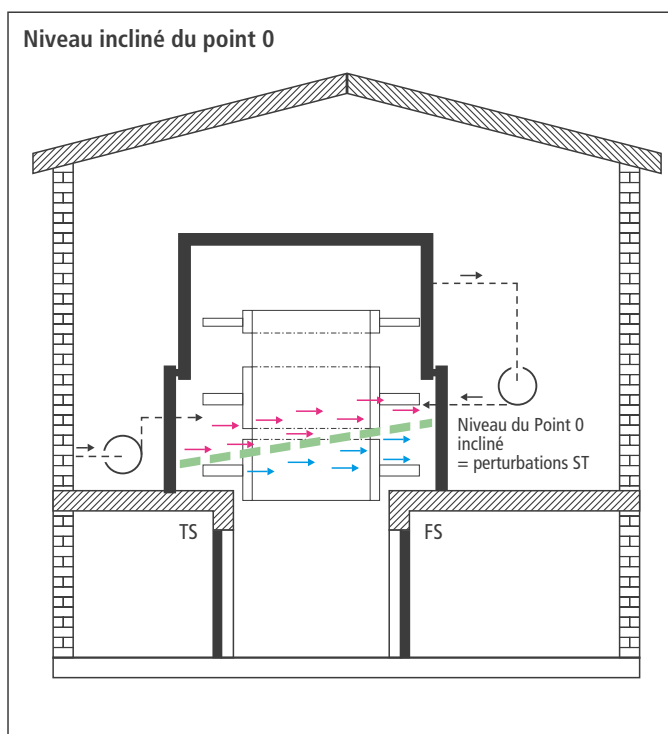 Niveau incliné du point 0
Niveau du Point 0
incliné
= perturbations ST
TS
FS